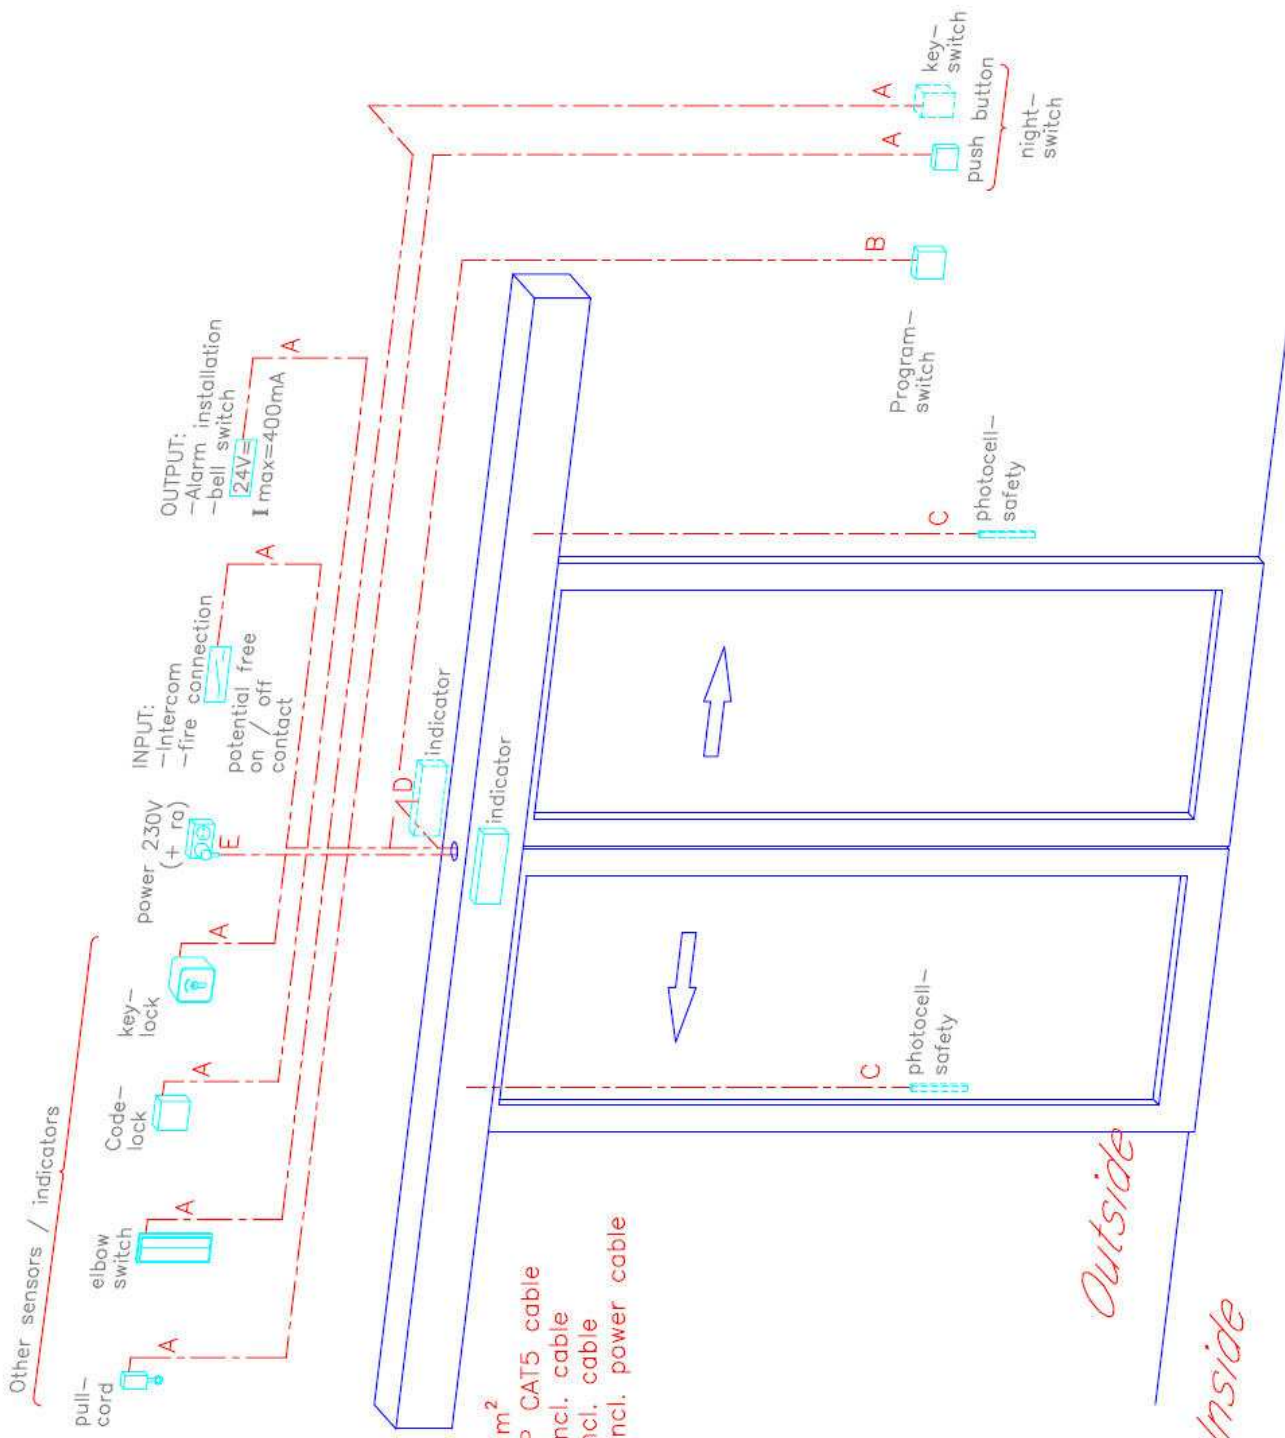 Other sensors / indicators
pull-
cord
elbow
switch
Code-
lock
key-
lock
power 230V
(+ ra)
INPUT:
-Intercom
-fire connection
potential free
on / off
contact
OUTPUT:
-Alarm installation
-bell switch
24V=
I max=400mA
A
A
A
A
E
A
A
D
indicator
indicator
B
A
A
Program-
switch
push button
key-
switch
night-
switch
C
photocell-
safety
C
photocell-
safety
m²
P CAT5 cable
ncl. cable
ncl. cable
ncl. power cable
Outside
Inside